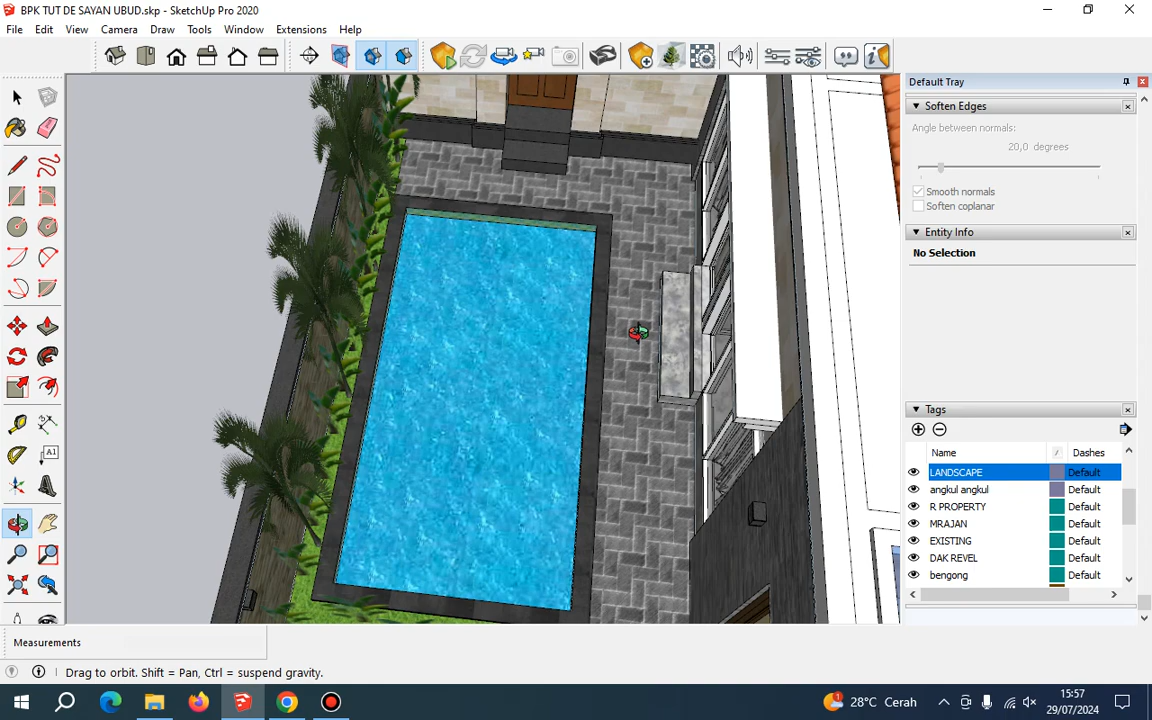 BPK TUT DE SAYAN UBUD.skp - SketchUp Pro 2020
File Edit View Camera Draw Tools Window Extensions Help
Default Tray
Soften Edges
Angle between normals:
20,0 degrees
Smooth normals
Soften coplanar
Entity Info
No Selection
Tags
Name Dashes
LANDSCAPE Default
angkul angkul Default
R PROPERTY Default
MRAJAN Default
EXISTING Default
DAK REVEL Default
bengong Default
A1
Measurements
Drag to orbit. Shift = Pan, Ctrl = suspend gravity.
1
28°C Cerah
15:57
29/07/2024